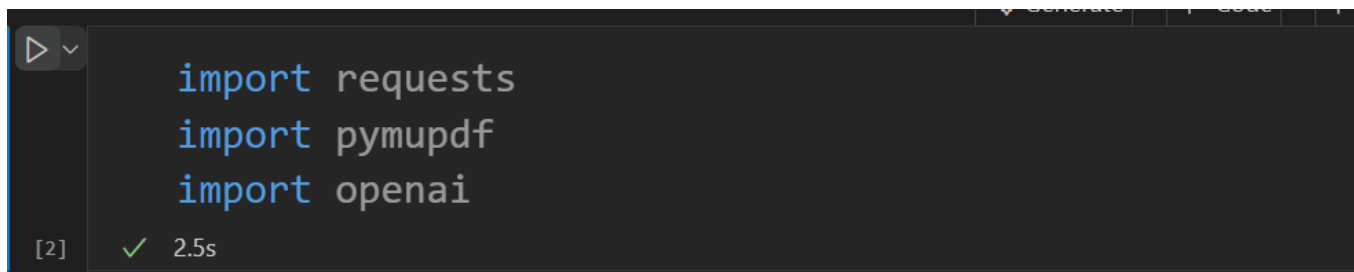 import requests
import pymupdf
import openai
[2]
2.5s